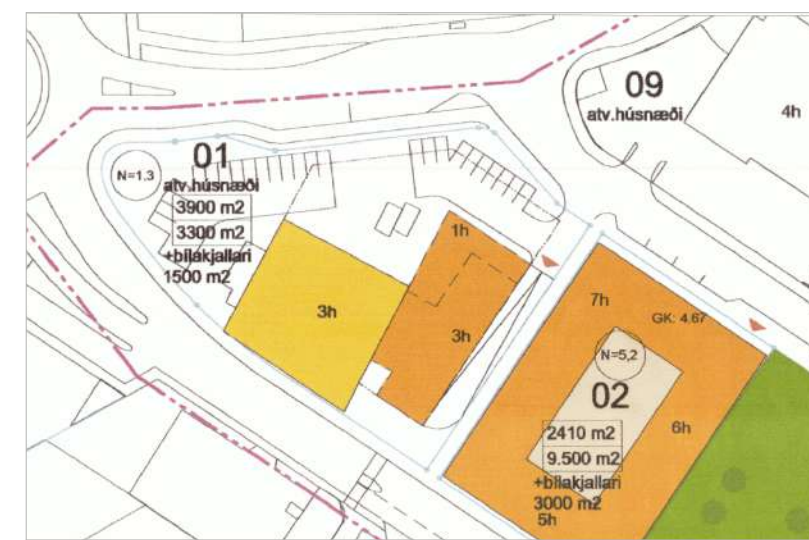 01
N=1.3
atv.húsnæði
3900 m2
3300 m2
+bílakjallari
1500 m2
3h
1h
3h
09
atv.húsnæði
4h
7h
GK: 4.67
N=5,2
02
6h
2410 m2
9.500 m2
+bílakjallari
3000 m2
5h